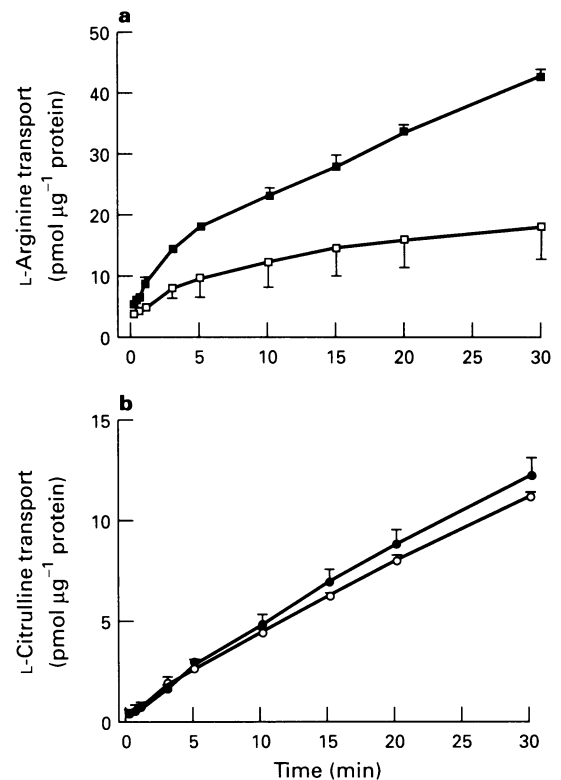 a
L-Arginine transport
(pmol µg⁻¹ protein)
50
40
30
20
10
0
0 5 10 15 20 25 30
b
L-Citrulline transport
(pmol µg⁻¹ protein)
15
10
5
0
0 5 10 15 20 25 30
Time (min)